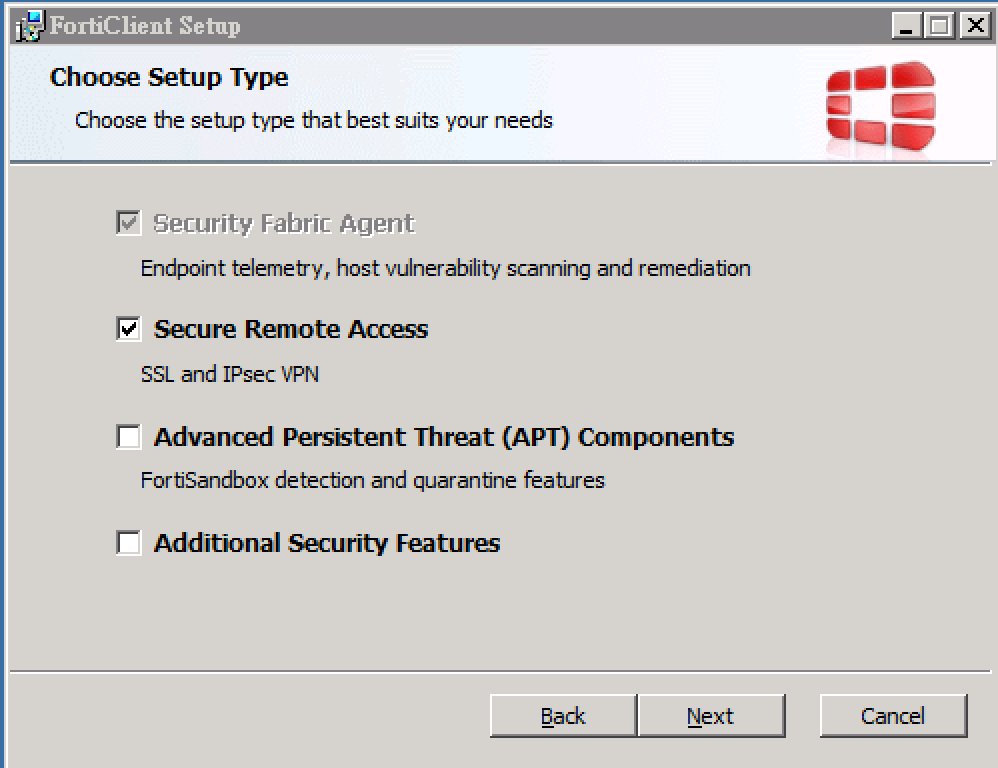 FortiClient Setup
Choose Setup Type
Choose the setup type that best suits your needs
Security Fabric Agent
Endpoint telemetry, host vulnerability scanning and remediation
Secure Remote Access
SSL and IPsec VPN
Advanced Persistent Threat (APT) Components
FortiSandbox detection and quarantine features
Additional Security Features
Back Next Cancel